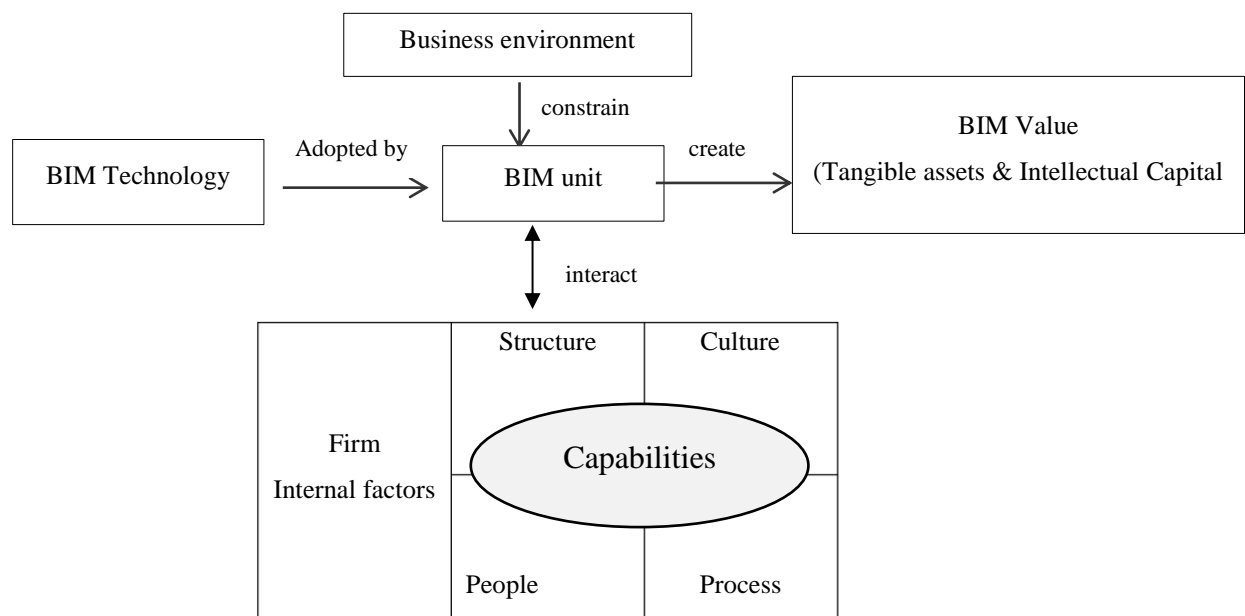 Business environment
constrain
BIM Technology
Adopted by
BIM unit
create
BIM Value
(Tangible assets & Intellectual Capital
interact
Structure
Culture
Firm
Internal factors
Capabilities
People
Process